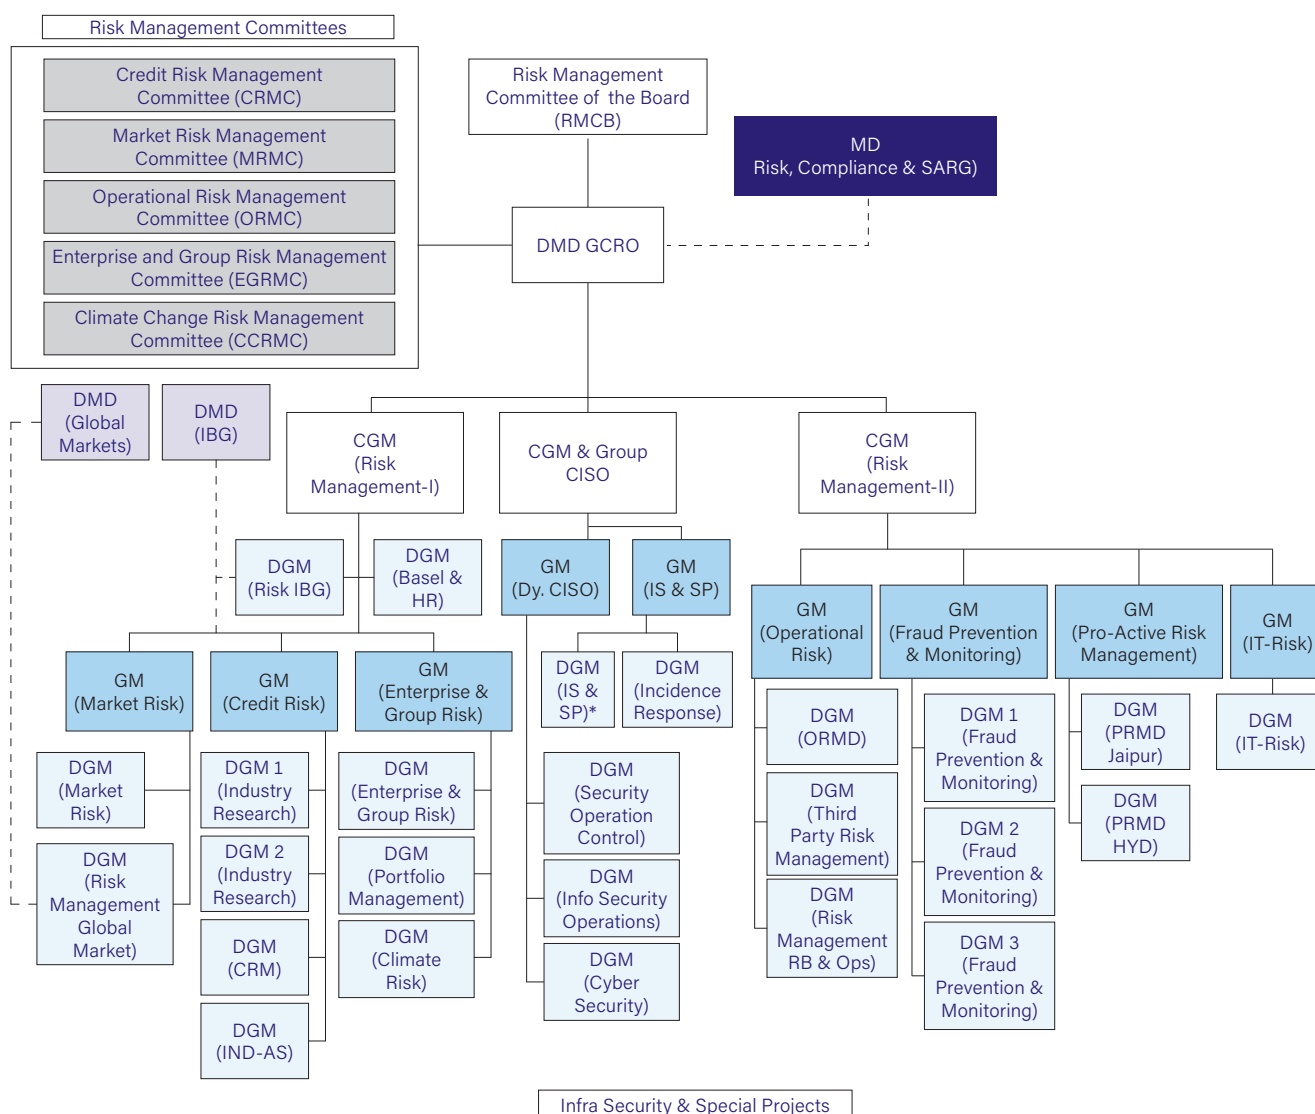 Risk Management Committees
Credit Risk Management
Committee (CRMC)
Market Risk Management
Committee (MRMC)
Operational Risk Management
Committee (ORMC)
Enterprise and Group Risk Management
Committee (EGRMC)
Climate Change Risk Management
Committee (CCRMC)
Risk Management
Committee of the Board
(RMCB)
MD
Risk, Compliance & SARG)
DMD GCRO
DMD
(Global
Markets)
DMD
(IBG)
CGM
(Risk
Management-I)
CGM & Group
CISO
CGM
(Risk
Management-II)
DGM
(Risk IBG)
DGM
(Basel &
HR)
GM
(Dy. CISO)
GM
(IS & SP)
GM
(Market Risk)
GM
(Credit Risk)
GM
(Enterprise &
Group Risk)
DGM
(IS &
SP)*
DGM
(Incidence
Response)
GM
(Operational
Risk)
GM
(Fraud Prevention
& Monitoring)
GM
(Pro-Active Risk
Management)
GM
(IT-Risk)
DGM
(Market
Risk)
DGM
(Risk
Management
Global
Market)
DGM 1
(Industry
Research)
DGM 2
(Industry
Research)
DGM
(CRM)
DGM
(IND-AS)
DGM
(Enterprise &
Group Risk)
DGM
(Portfolio
Management)
DGM
(Climate
Risk)
DGM
(Security
Operation
Control)
DGM
(Info Security
Operations)
DGM
(Cyber
Security)
DGM
(ORMD)
DGM
(Third
Party Risk
Management)
DGM
(Risk
Management
RB & Ops)
DGM 1
(Fraud
Prevention &
Monitoring)
DGM 2
(Fraud
Prevention &
Monitoring)
DGM 3
(Fraud
Prevention &
Monitoring)
DGM
(PRMD
Jaipur)
DGM
(PRMD
HYD)
DGM
(IT-Risk)
Infra Security & Special Projects